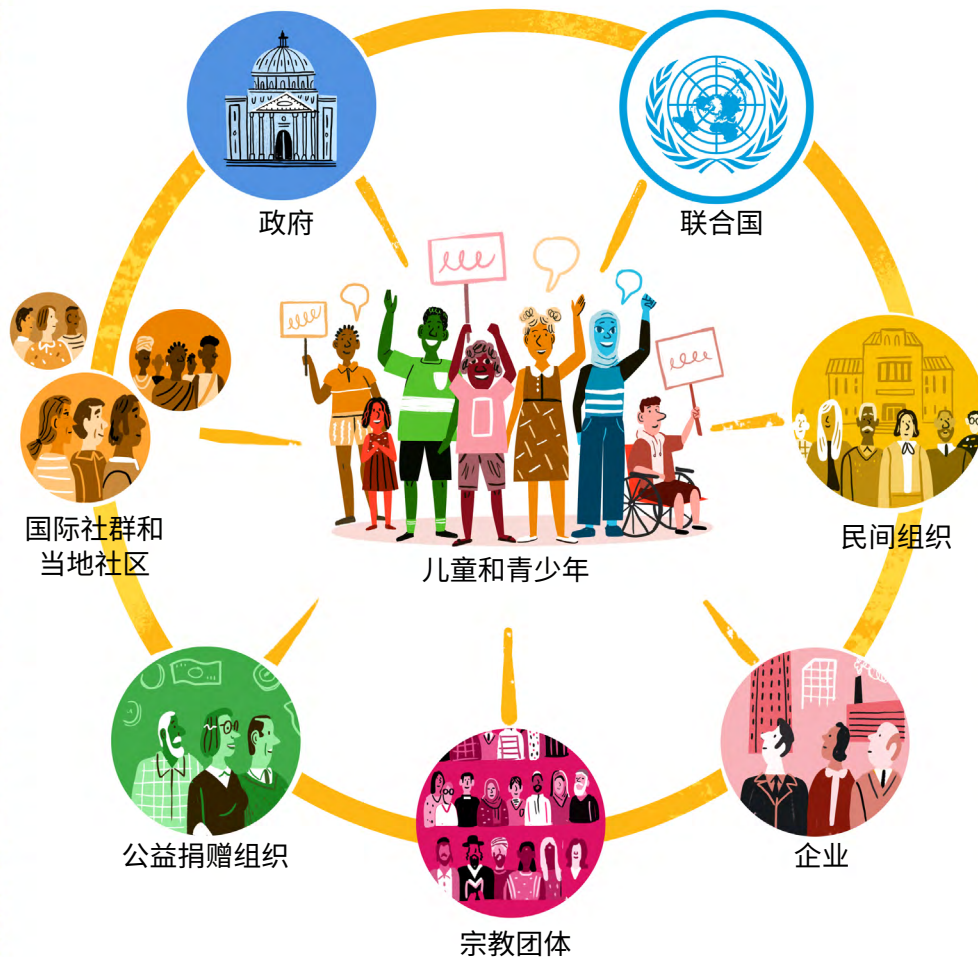 政府
联合国
国际社群和
当地社区
民间组织
儿童和青少年
公益捐赠组织
企业
宗教团体